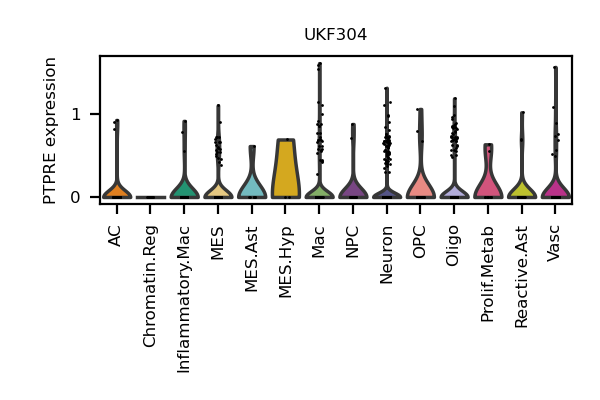 UKF304
PTPRE expression
1
0
AC
Chromatin.Reg
Inflammatory.Mac
MES
MES.Ast
MES.Hyp
Mac
NPC
Neuron
OPC
Oligo
Prolif.Metab
Reactive.Ast
Vasc